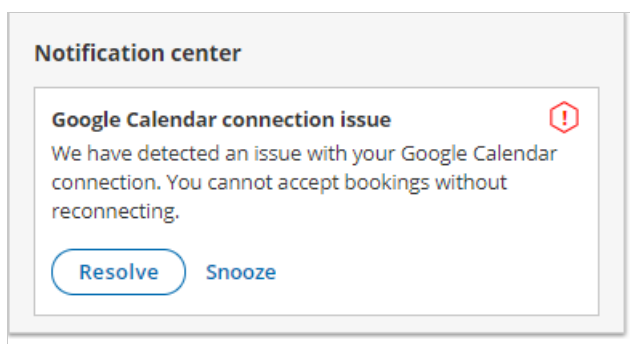 Notification center
Google Calendar connection issue
We have detected an issue with your Google Calendar
connection. You cannot accept bookings without
reconnecting.
Resolve Snooze